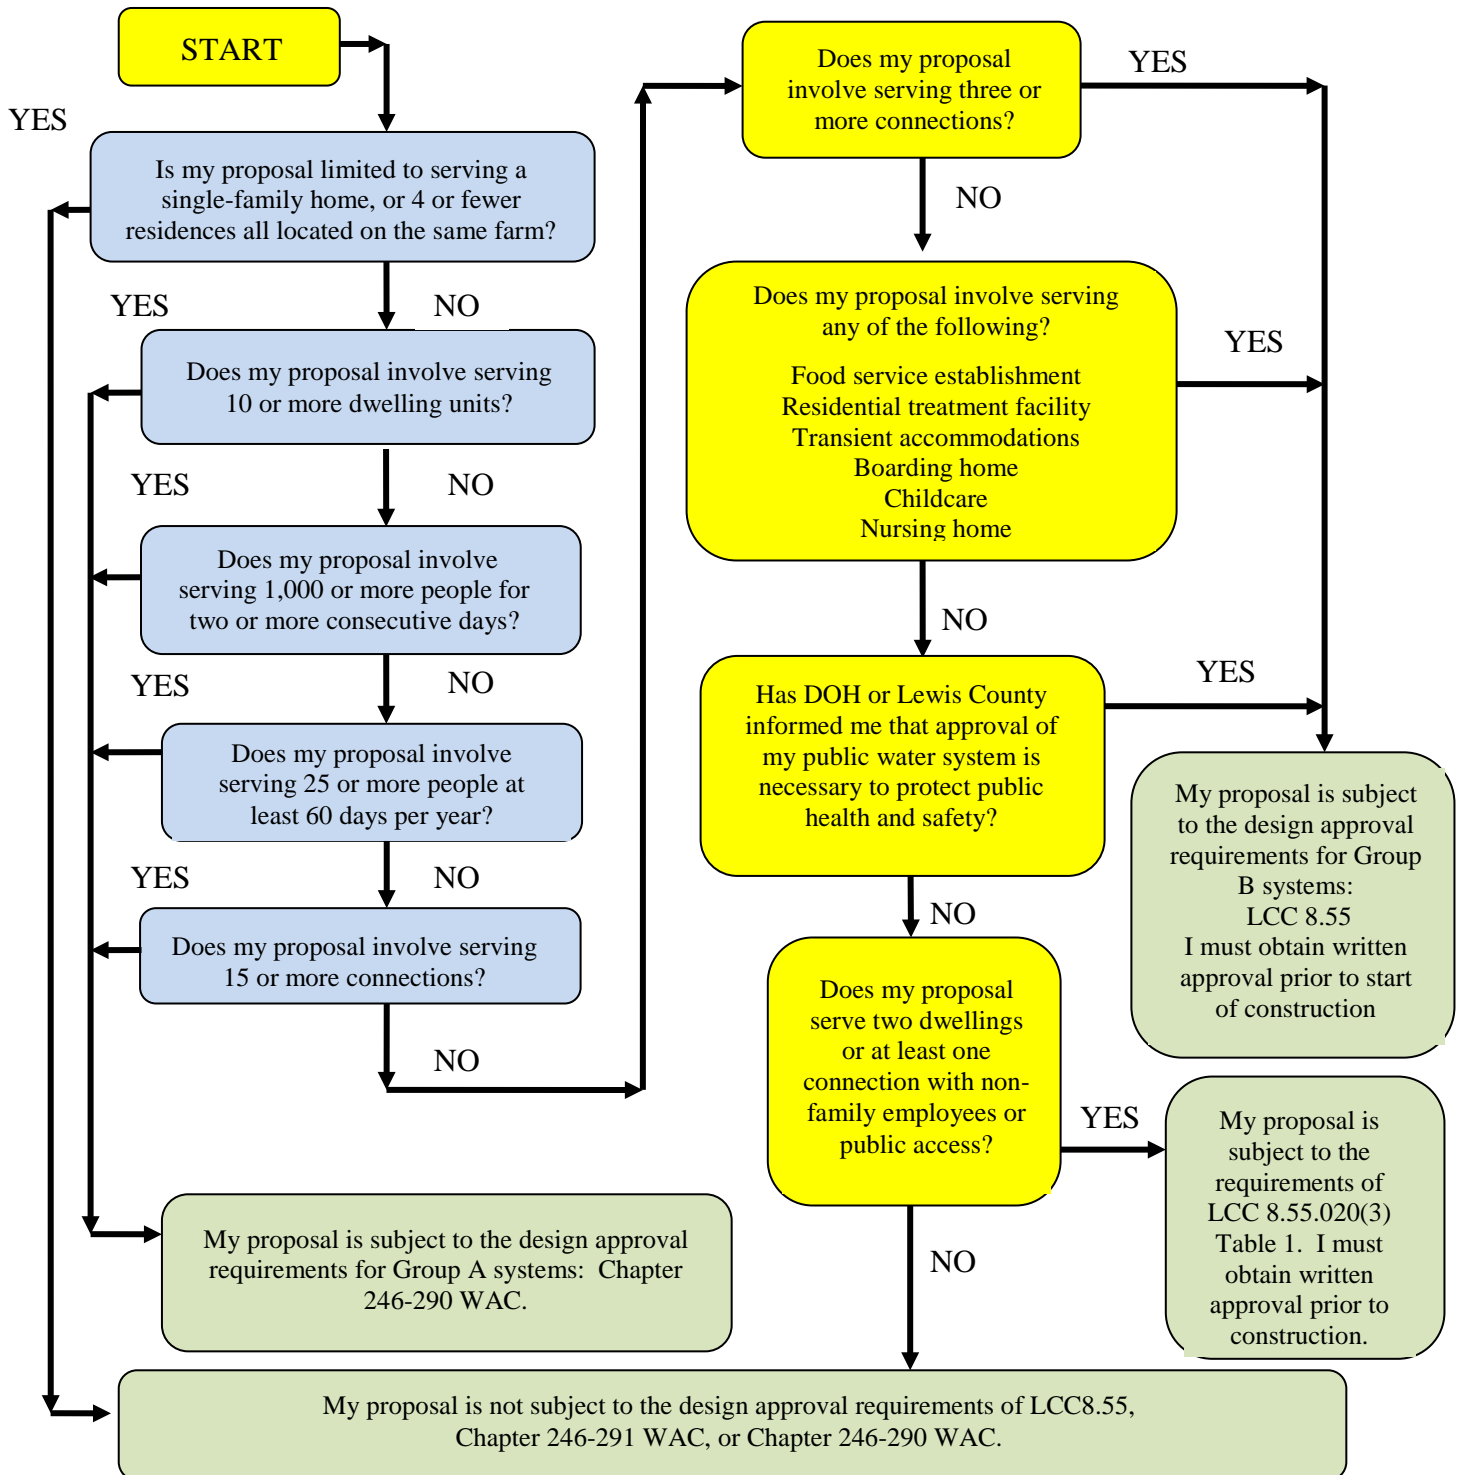 START
YES
Is my proposal limited to serving a
single-family home, or 4 or fewer
residences all located on the same farm?
YES
NO
Does my proposal involve serving
10 or more dwelling units?
YES
NO
Does my proposal involve
serving 1,000 or more people for
two or more consecutive days?
YES
NO
Does my proposal involve
serving 25 or more people at
least 60 days per year?
YES
NO
Does my proposal involve serving
15 or more connections?
NO
My proposal is subject to the design approval
requirements for Group A systems:  Chapter
246-290 WAC.
Does my proposal
involve serving three or
more connections?
YES
NO
Does my proposal involve serving
any of the following?
Food service establishment
Residential treatment facility
Transient accommodations
Boarding home
Childcare
Nursing home
YES
NO
Has DOH or Lewis County
informed me that approval of
my public water system is
necessary to protect public
health and safety?
YES
NO
My proposal is subject
to the design approval
requirements for Group
B systems:
LCC 8.55
I must obtain written
approval prior to start
of construction
Does my proposal
serve two dwellings
or at least one
connection with non-
family employees or
public access?
YES
NO
My proposal is
subject to the
requirements of
LCC 8.55.020(3)
Table 1.  I must
obtain written
approval prior to
construction.
My proposal is not subject to the design approval requirements of LCC8.55,
Chapter 246-291 WAC, or Chapter 246-290 WAC.